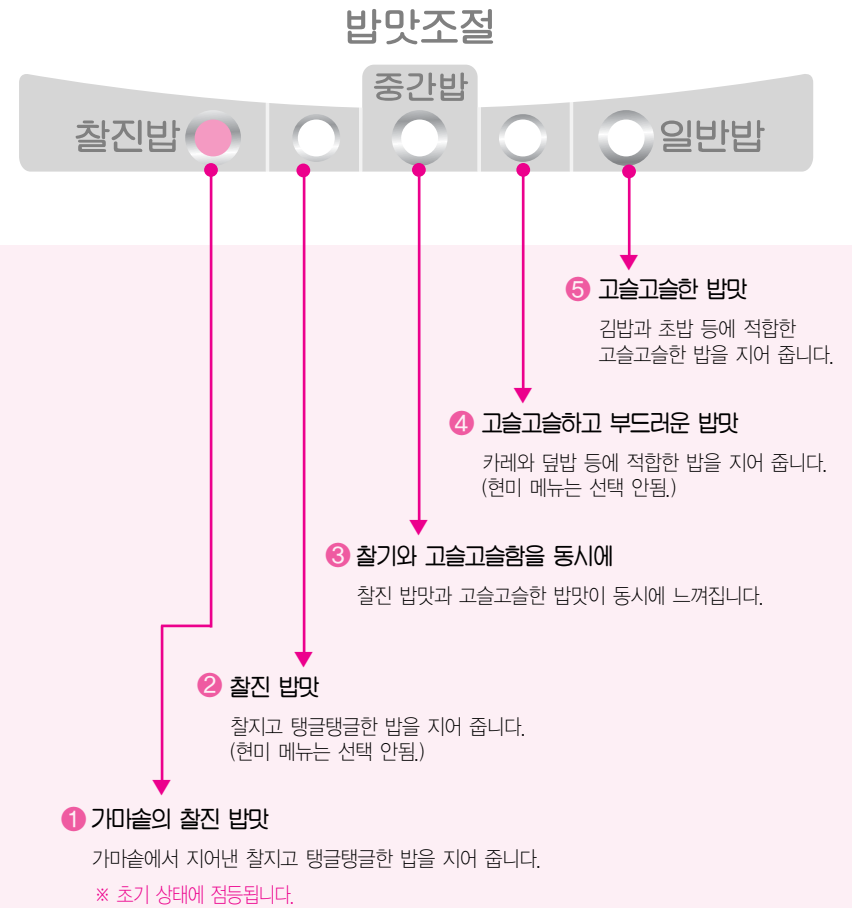 밥맛조절
중간밥
찰진밥
일반밥
❺ 고슬고슬한 밥맛
김밥과 초밥 등에 적합한
고슬고슬한 밥을 지어 줍니다.
❹ 고슬고슬하고 부드러운 밥맛
카레와 덮밥 등에 적합한 밥을 지어 줍니다.
(현미 메뉴는 선택 안됨.)
❸ 찰기와 고슬고슬함을 동시에
찰진 밥맛과 고슬고슬한 밥맛이 동시에 느껴집니다.
❷ 찰진 밥맛
찰지고 탱글탱글한 밥을 지어 줍니다.
(현미 메뉴는 선택 안됨.)
❶ 가마솥의 찰진 밥맛
가마솥에서 지어낸 찰지고 탱글탱글한 밥을 지어 줍니다.
※ 초기 상태에 점등됩니다.